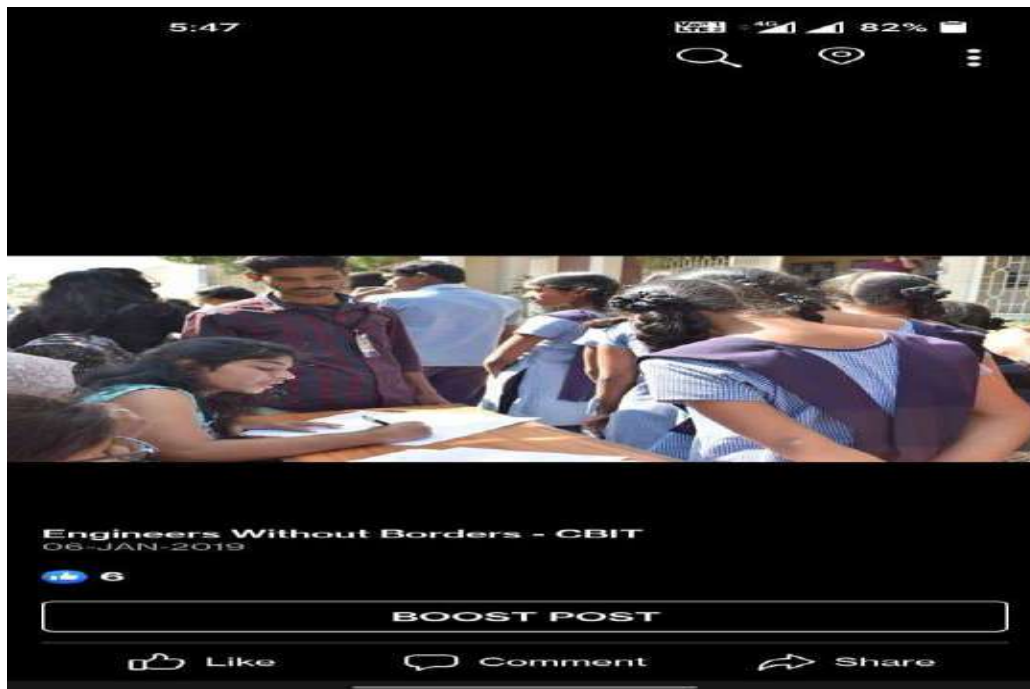 5:47
82%
Engineers Without Borders - CBIT
06-JAN-2019
6
BOOST POST
Like Comment Share